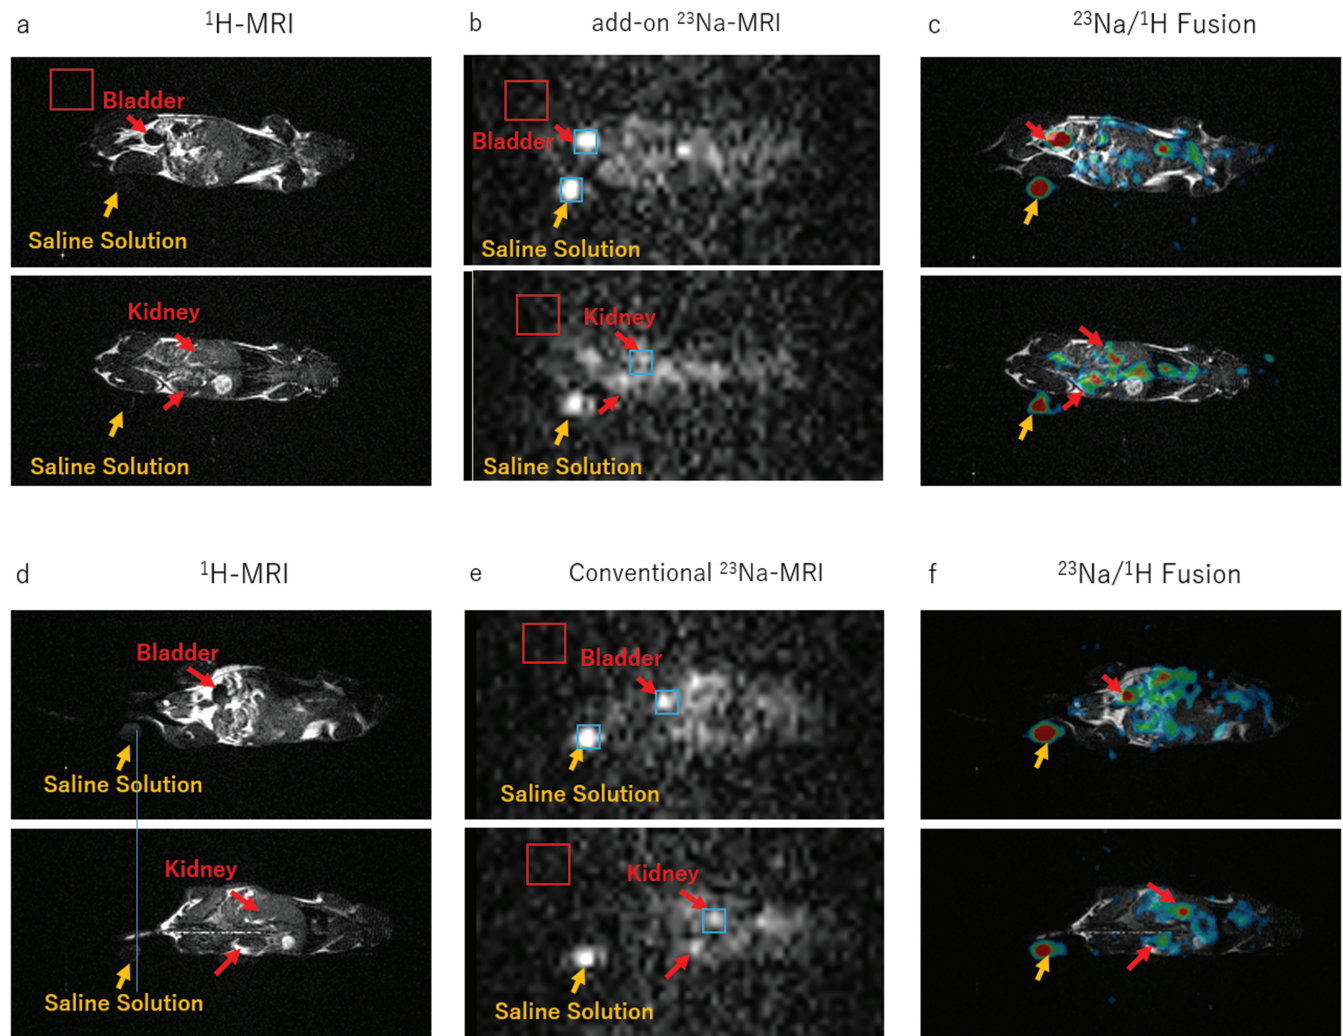 a
¹H-MRI
b
add-on ²³Na-MRI
c
²³Na/¹H Fusion
Bladder
Saline Solution
Bladder
Saline Solution
Kidney
Saline Solution
Kidney
Saline Solution
d
¹H-MRI
e
Conventional ²³Na-MRI
f
²³Na/¹H Fusion
Bladder
Saline Solution
Bladder
Saline Solution
Kidney
Saline Solution
Kidney
Saline Solution